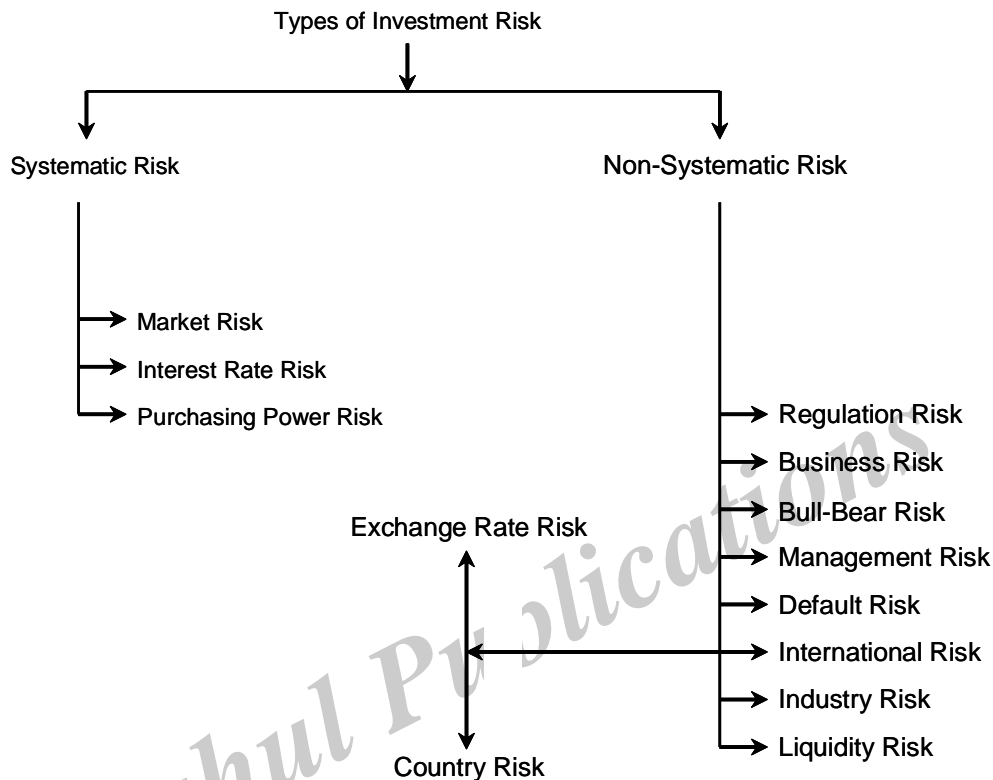 Types of Investment Risk
Systematic Risk
Non-Systematic Risk
Market Risk
Interest Rate Risk
Purchasing Power Risk
Regulation Risk
Business Risk
Bull-Bear Risk
Management Risk
Default Risk
International Risk
Industry Risk
Liquidity Risk
Exchange Rate Risk
Country Risk